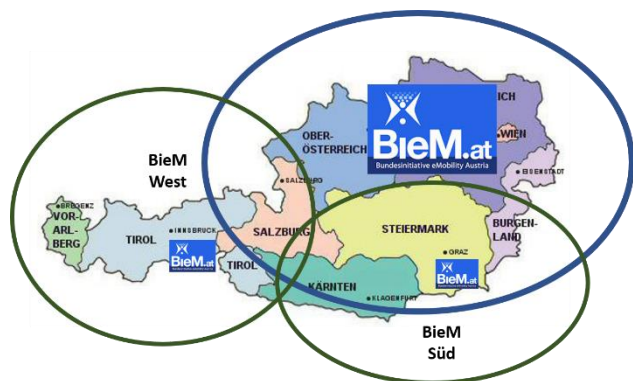 ICH
BieM.at
Bundesinitiative eMobility Austria
WIEN
OBER-
ÖSTERREICH
EISENSTADT
BieM
West
SALZBURG
BREGENZ
VOR-
ARL-
BERG
TIROL
INNSBRUCK
BieM.at
SALZBURG
TIROL
STEIERMARK
GRAZ
BieM.at
BURGEN-
LAND
KÄRNTEN
KLAGENFURT
BieM
Süd